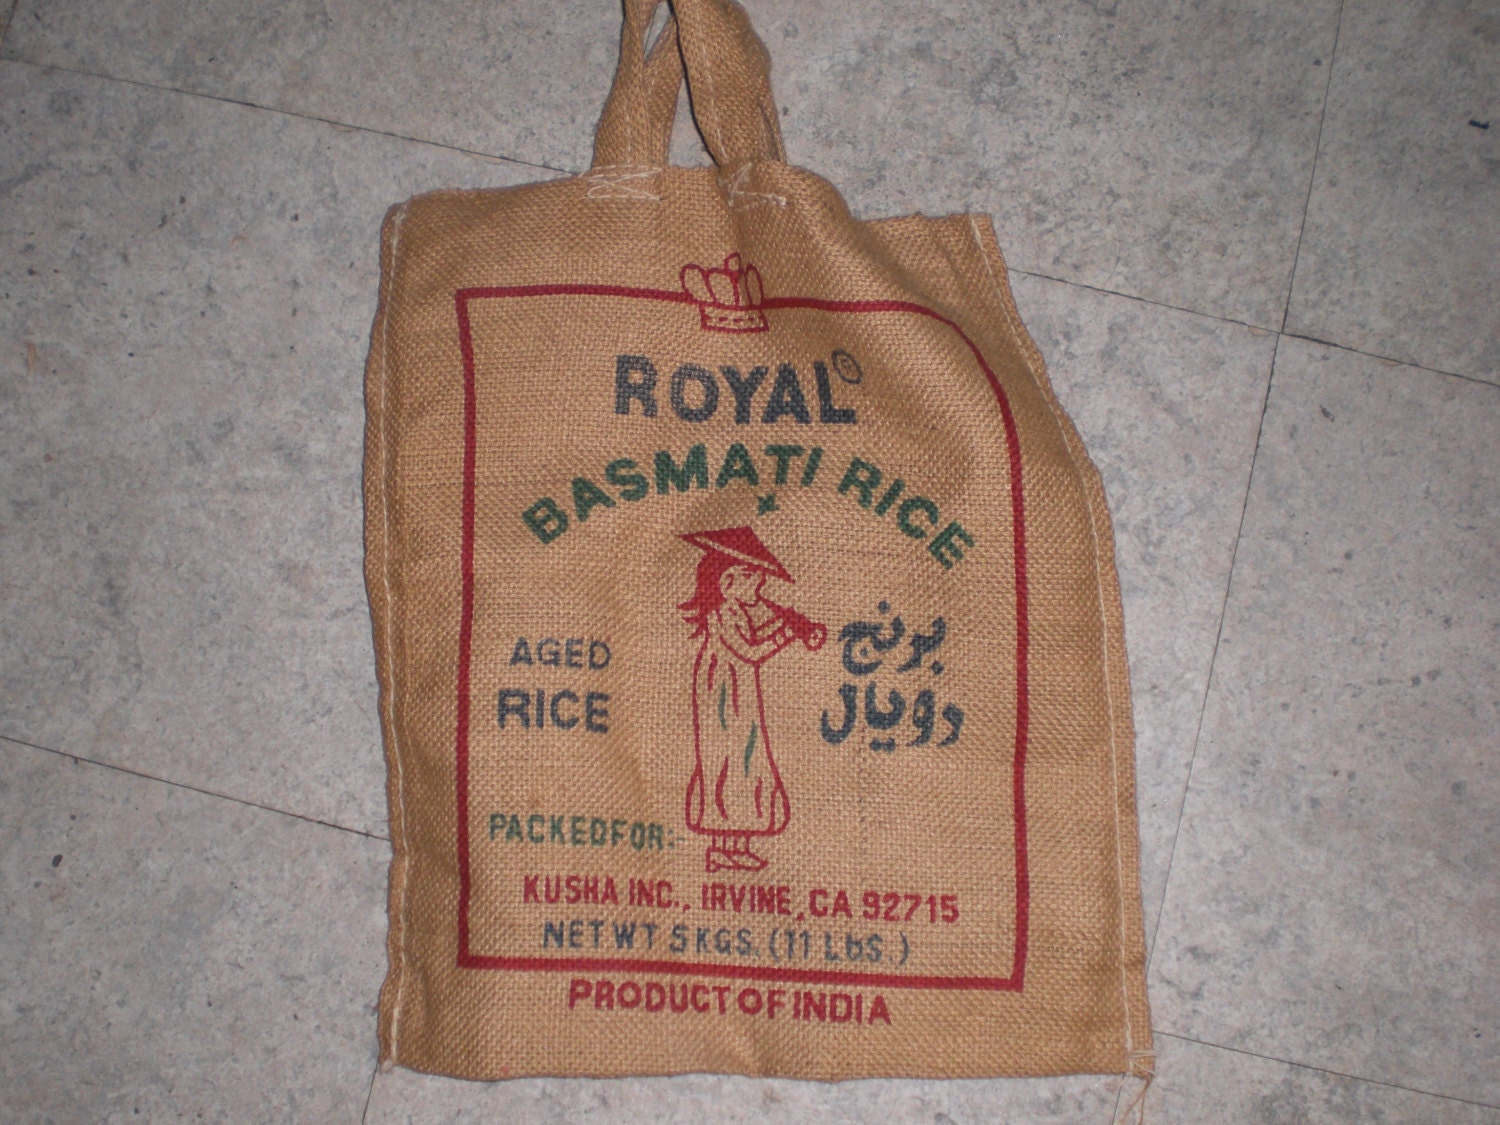 ROYAL®
BASMATI RICE
AGED
RICE
برنج
رویال
PACKEDFOR:-
KUSHA INC., IRVINE, CA 92715
NET WT 5 KGS. (11 LbS.)
PRODUCT OF INDIA